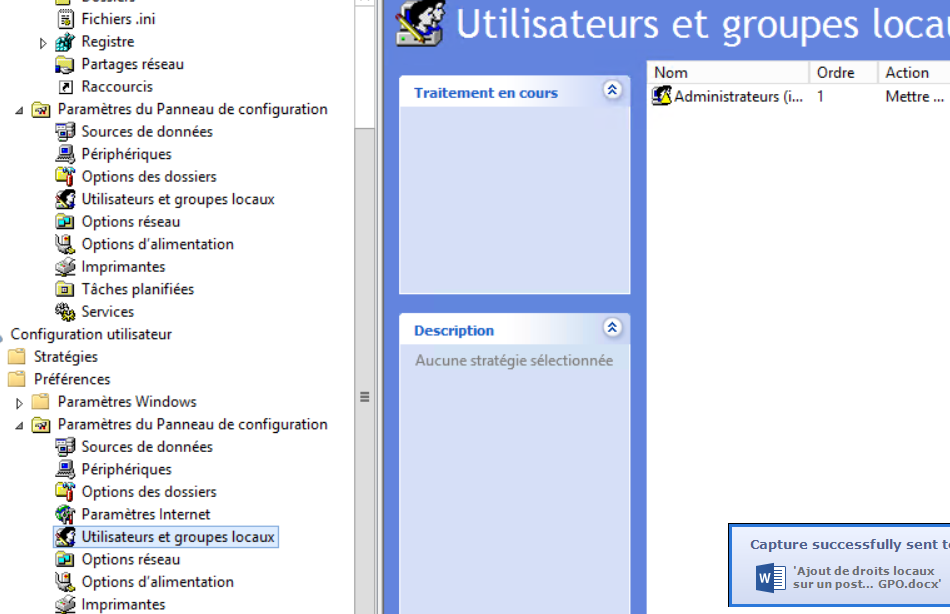 Fichiers .ini
Registre
Partages réseau
Raccourcis
Paramètres du Panneau de configuration
Sources de données
Périphériques
Options des dossiers
Utilisateurs et groupes locaux
Options réseau
Options d'alimentation
Imprimantes
Tâches planifiées
Services
Configuration utilisateur
Stratégies
Préférences
Paramètres Windows
Paramètres du Panneau de configuration
Sources de données
Périphériques
Options des dossiers
Paramètres Internet
Utilisateurs et groupes locaux
Options réseau
Options d'alimentation
Imprimantes
Utilisateurs et groupes locau
Traitement en cours
Description
Aucune stratégie sélectionnée
Nom Ordre Action
Administrateurs (i... 1 Mettre ...
Capture successfully sent to
W
'Ajout de droits locaux
sur un post... GPO.docx'